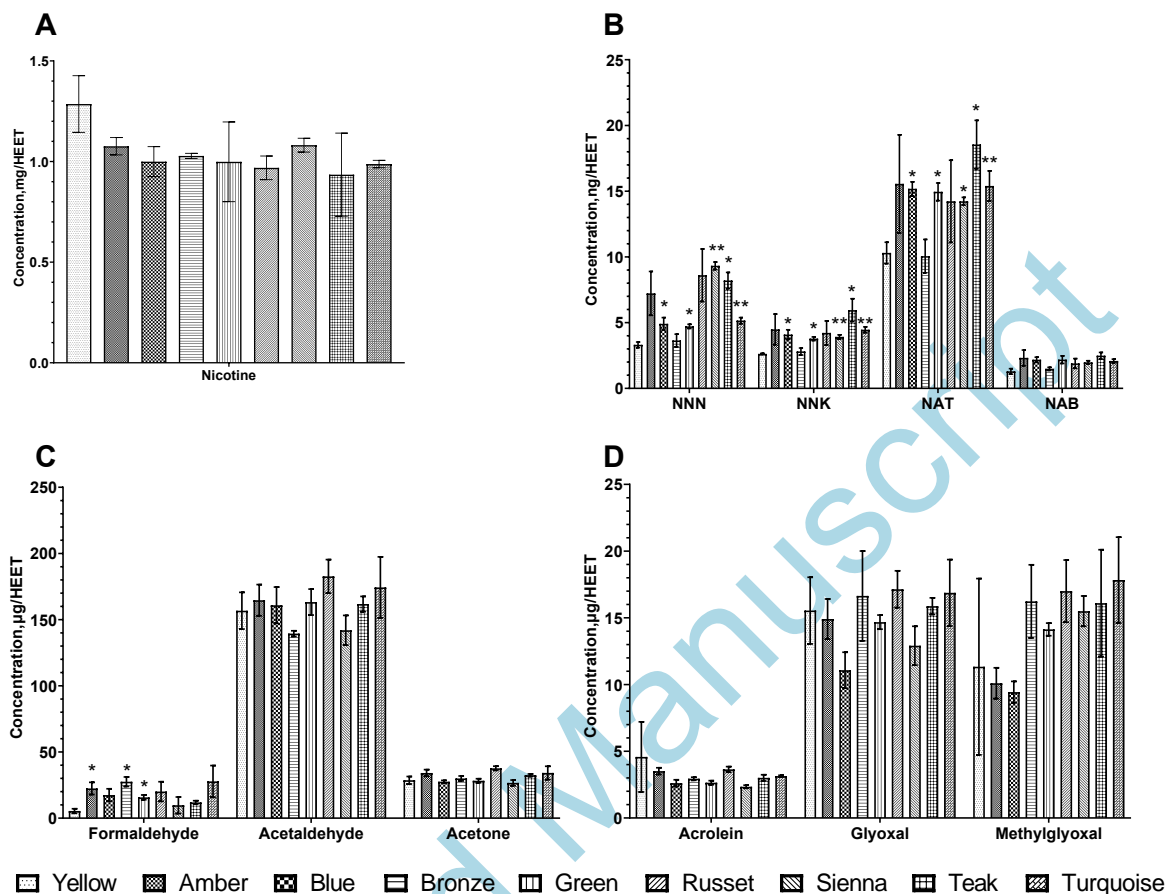 A
Concentration,mg/HEET
1.5
1.0
0.5
0.0
Nicotine
B
Concentration,ng/HEET
25
20
15
10
5
0
* * ** * **
* * ** * **
* * * * **
NNN NNK NAT NAB
C
Concentration,µg/HEET
250
200
150
100
50
0
* * *
Formaldehyde Acetaldehyde Acetone
D
Concentration,µg/HEET
25
20
15
10
5
0
Acrolein Glyoxal Methylglyoxal
Yellow Amber Blue Bronze Green Russet Sienna Teak Turquoise
d Manuscript